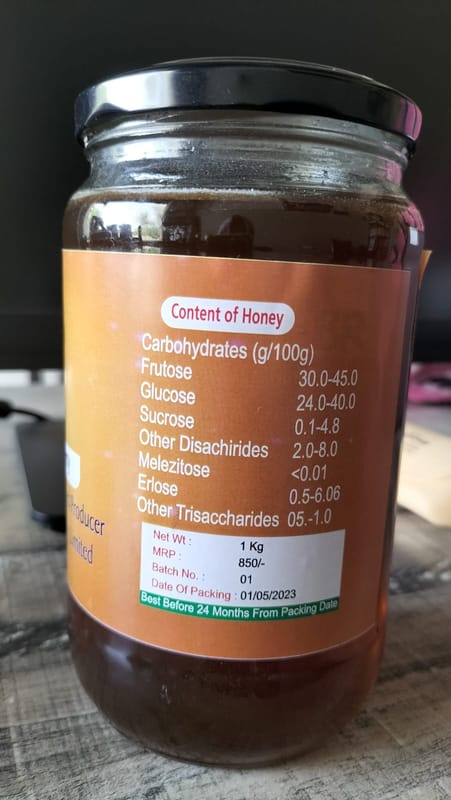 Content of Honey
Carbohydrates (g/100g)
Frutose 30.0-45.0
Glucose 24.0-40.0
Sucrose 0.1-4.8
Other Disachirides 2.0-8.0
Melezitose <0.01
Erlose 0.5-6.06
Other Trisaccharides 05.-1.0
Net Wt : 1 Kg
MRP : 850/-
Batch No. : 01
Date Of Packing : 01/05/2023
Best Before 24 Months From Packing Date
Producer